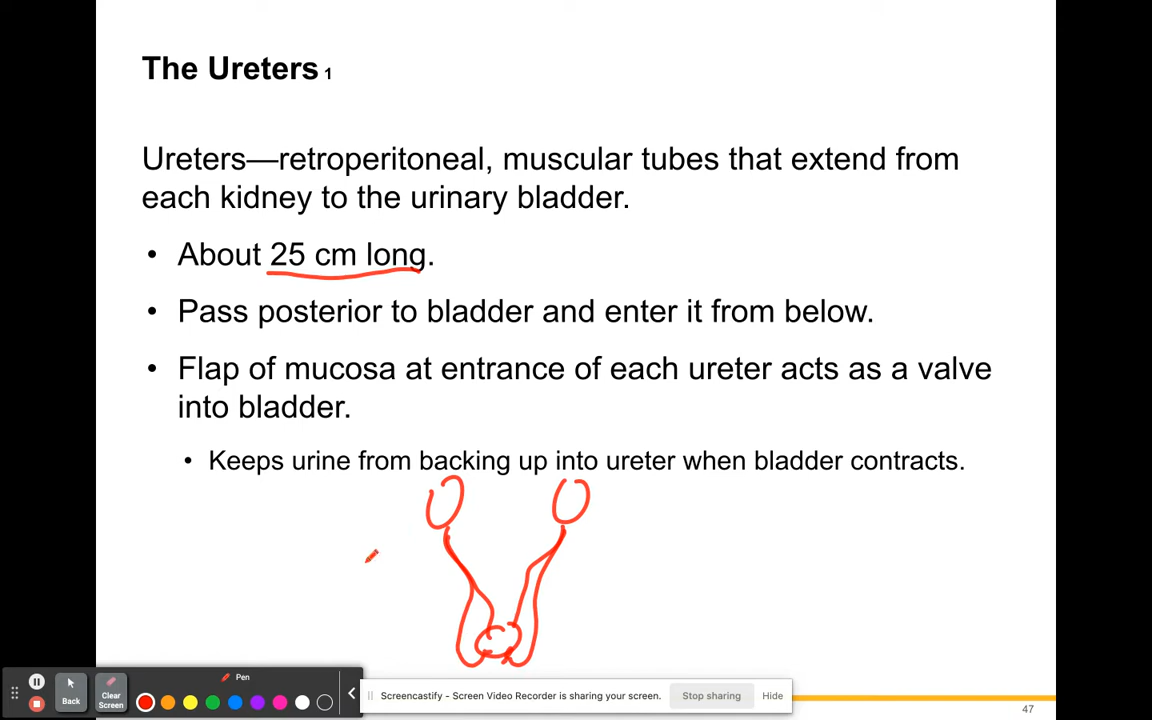 The Ureters 1
Ureters—retroperitoneal, muscular tubes that extend from
each kidney to the urinary bladder.
• About 25 cm long.
• Pass posterior to bladder and enter it from below.
• Flap of mucosa at entrance of each ureter acts as a valve
into bladder.
• Keeps urine from backing up into ureter when bladder contracts.
Pen
Back
Clear
Screen
Screencastify - Screen Video Recorder is sharing your screen.
Stop sharing
Hide
47